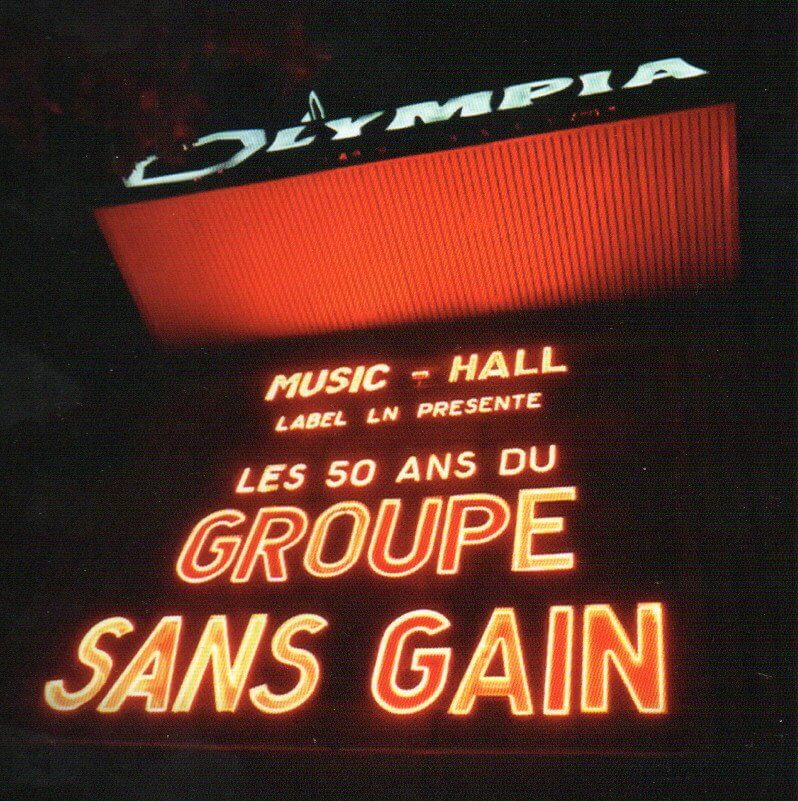 OLYMPIA
MUSIC - HALL
LABEL LN PRESENTE
LES 50 ANS DU
GROUPE
SANS GAIN